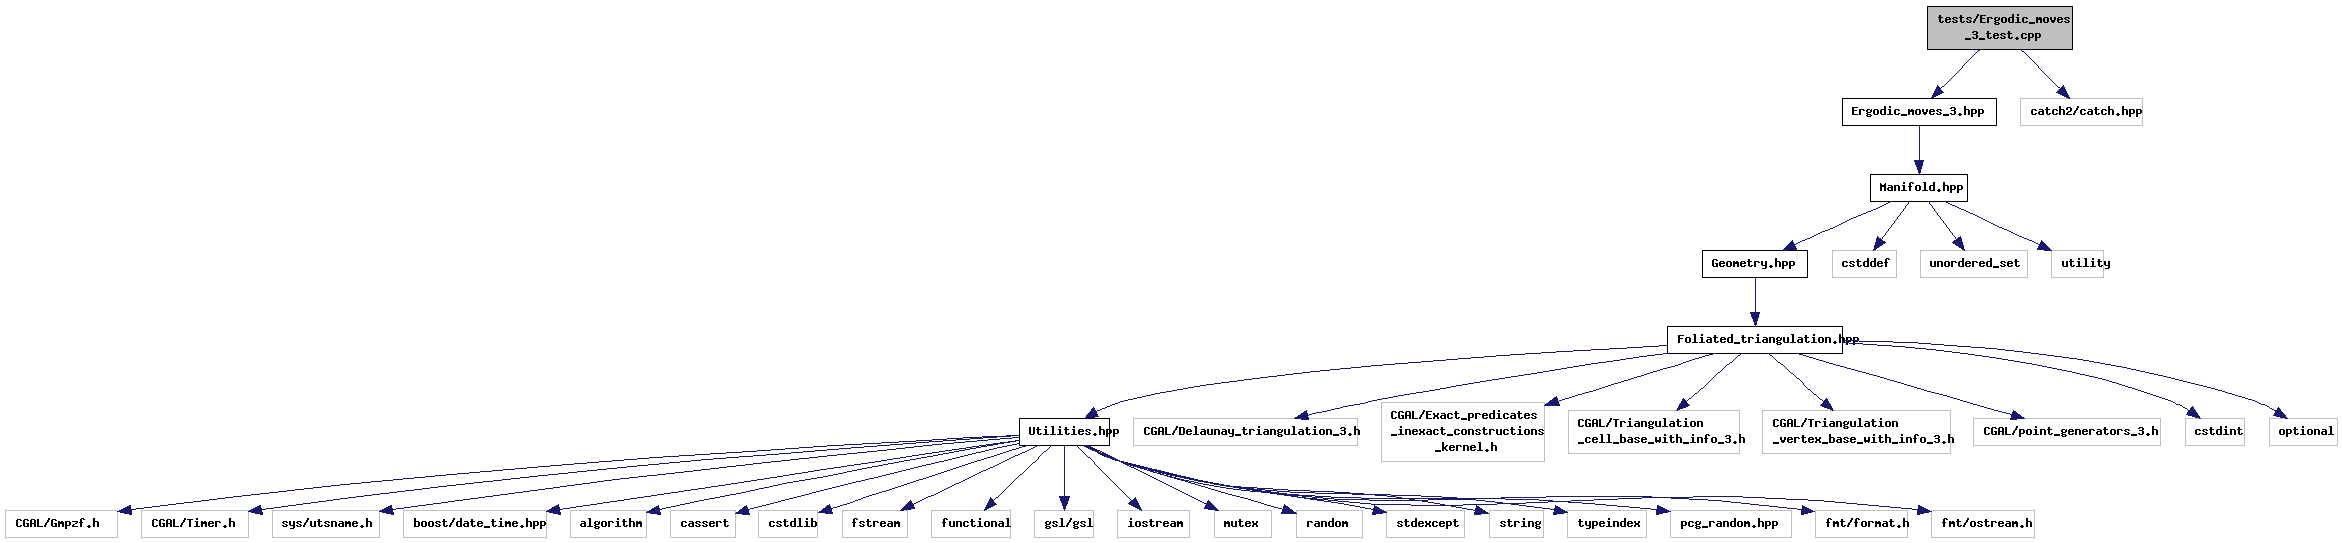 tests/Ergodic_moves
_3_test.cpp
Ergodic_moves_3.hpp
catch2/catch.hpp
Manifold.hpp
Geometry.hpp
cstddef
unordered_set
utility
Foliated_triangulation.hpp
Utilities.hpp
CGAL/Delaunay_triangulation_3.h
CGAL/Exact_predicates
_inexact_constructions
_kernel.h
CGAL/Triangulation
_cell_base_with_info_3.h
CGAL/Triangulation
_vertex_base_with_info_3.h
CGAL/point_generators_3.h
cstdint
optional
CGAL/Gmpzf.h
CGAL/Timer.h
sys/utsname.h
boost/date_time.hpp
algorithm
cassert
cstdlib
fstream
functional
gsl/gsl
iostream
mutex
random
stdexcept
string
typeindex
pcg_random.hpp
fmt/format.h
fmt/ostream.h